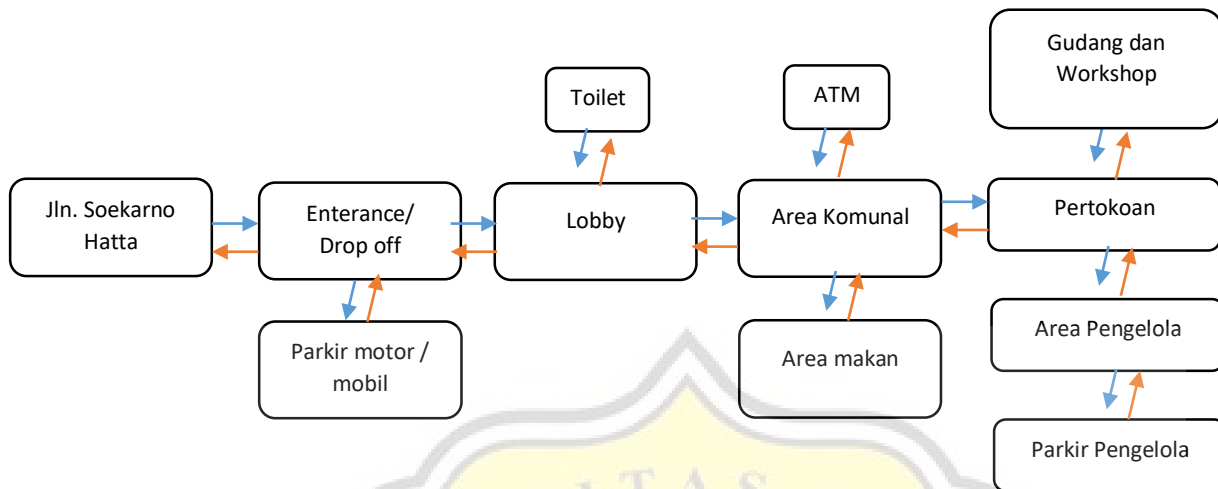 Gudang dan
Workshop
Toilet
ATM
Jln. Soekarno
Hatta
Enterance/
Drop off
Lobby
Area Komunal
Pertokoan
Parkir motor /
mobil
Area makan
Area Pengelola
Parkir Pengelola
ITAS